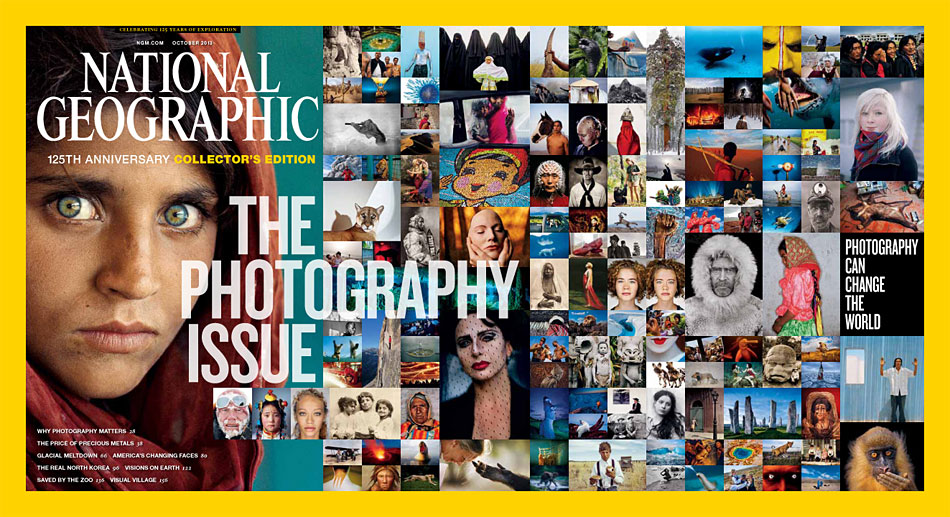 CELEBRATING 125 YEARS OF EXPLORATION
NGM.COM OCTOBER 2013
NATIONAL
GEOGRAPHIC
125TH ANNIVERSARY COLLECTOR'S EDITION
THE
PHOTOGRAPHY
ISSUE
WHY PHOTOGRAPHY MATTERS 28
THE PRICE OF PRECIOUS METALS 38
GLACIAL MELTDOWN 66 AMERICA'S CHANGING FACES 80
THE REAL NORTH KOREA 96 VISIONS ON EARTH 122
SAVED BY THE ZOO 136 VISUAL VILLAGE 156
PHOTOGRAPHY
CAN
CHANGE
THE
WORLD